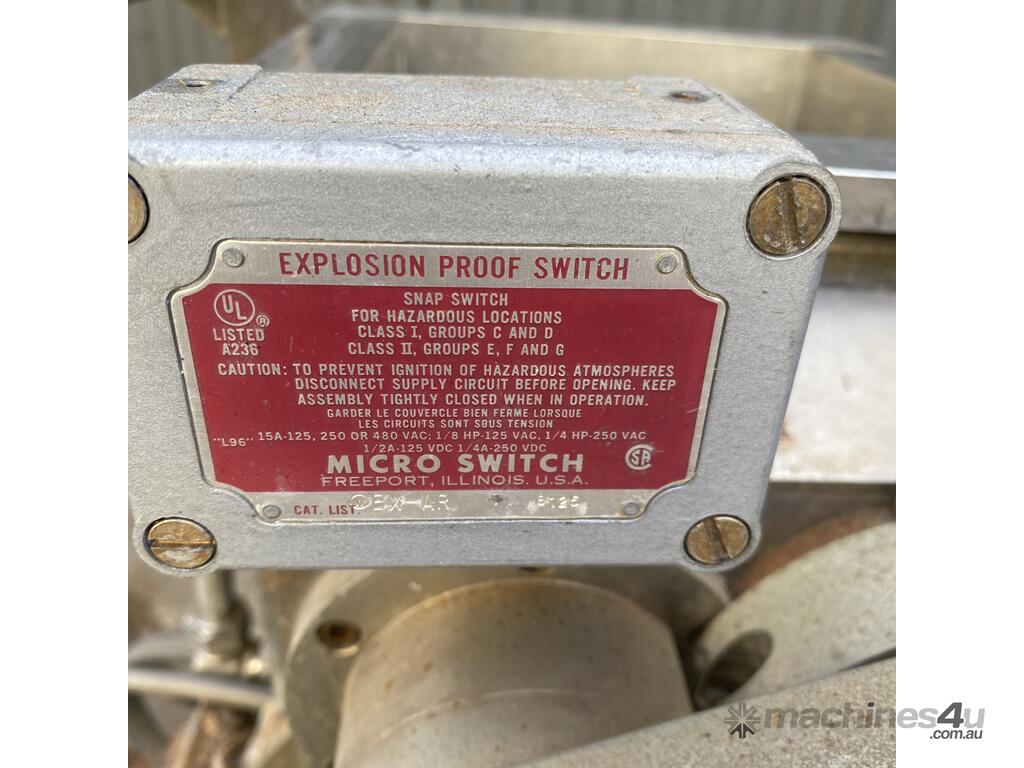 EXPLOSION PROOF SWITCH
UL
®
LISTED
A236
SNAP SWITCH
FOR HAZARDOUS LOCATIONS
CLASS I, GROUPS C AND D
CLASS II, GROUPS E, F AND G
CAUTION: TO PREVENT IGNITION OF HAZARDOUS ATMOSPHERES
DISCONNECT SUPPLY CIRCUIT BEFORE OPENING. KEEP
ASSEMBLY TIGHTLY CLOSED WHEN IN OPERATION.
GARDER LE COUVERCLE BIEN FERME LORSQUE
LES CIRCUITS SONT SOUS TENSION
"L96" 15A-125, 250 OR 480 VAC; 1/8 HP-125 VAC, 1/4 HP-250 VAC
1/2A-125 VDC 1/4A-250 VDC
MICRO SWITCH
FREEPORT, ILLINOIS. U.S.A.
SA
CAT. LIST. EX-AR
machines4u
.com.au